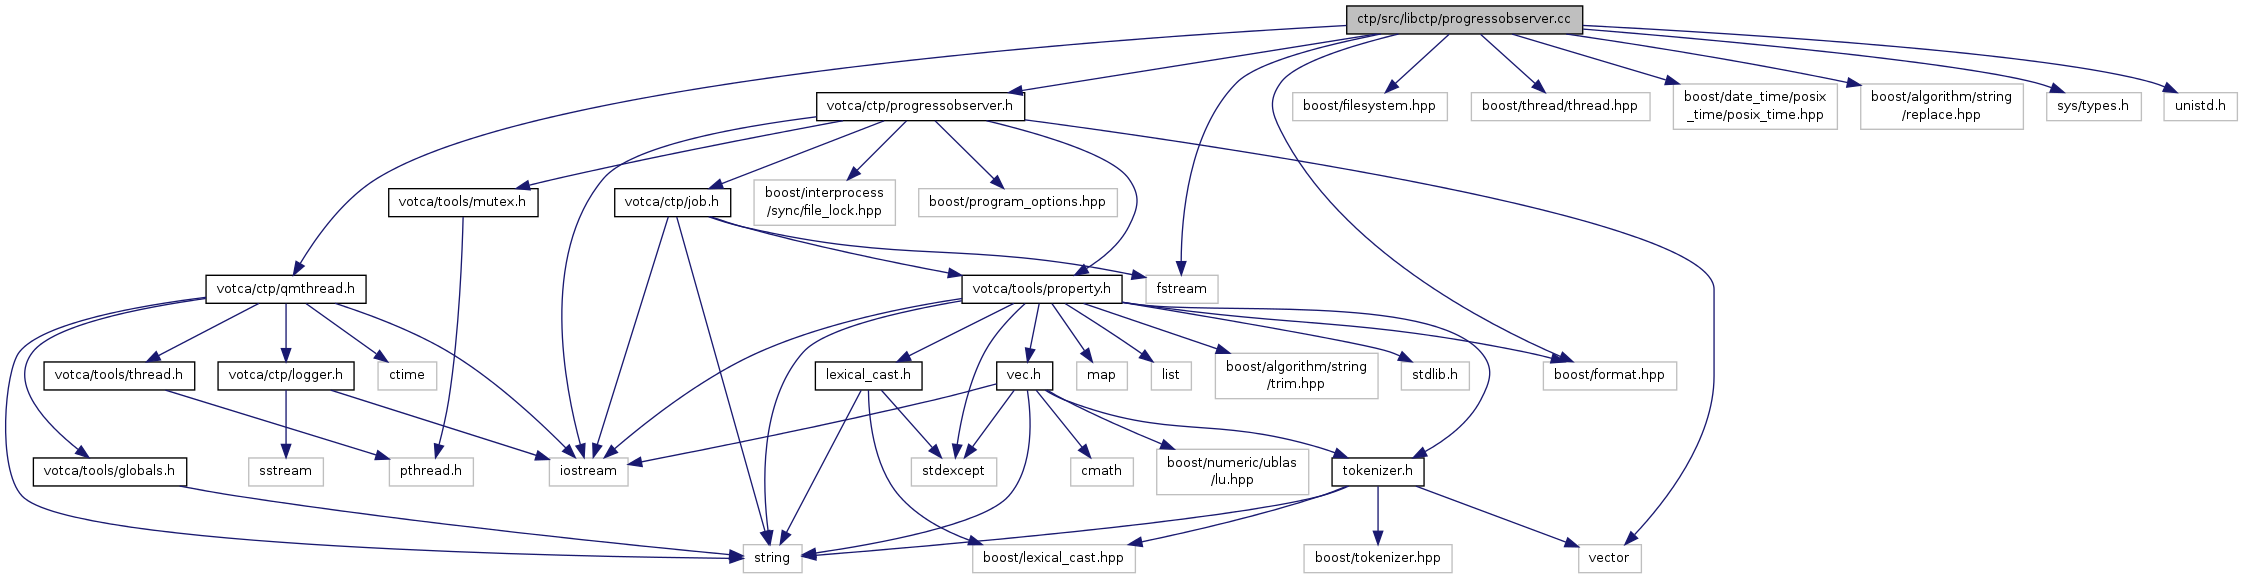 ctp/src/libctp/progressobserver.cc
votca/ctp/progressobserver.h
boost/filesystem.hpp
boost/thread/thread.hpp
boost/date_time/posix
_time/posix_time.hpp
boost/algorithm/string
/replace.hpp
sys/types.h
unistd.h
votca/tools/mutex.h
votca/ctp/job.h
boost/interprocess
/sync/file_lock.hpp
boost/program_options.hpp
votca/ctp/qmthread.h
votca/tools/property.h
fstream
votca/tools/thread.h
votca/ctp/logger.h
ctime
lexical_cast.h
vec.h
map
list
boost/algorithm/string
/trim.hpp
stdlib.h
boost/format.hpp
votca/tools/globals.h
sstream
pthread.h
iostream
stdexcept
cmath
boost/numeric/ublas
/lu.hpp
tokenizer.h
string
boost/lexical_cast.hpp
boost/tokenizer.hpp
vector